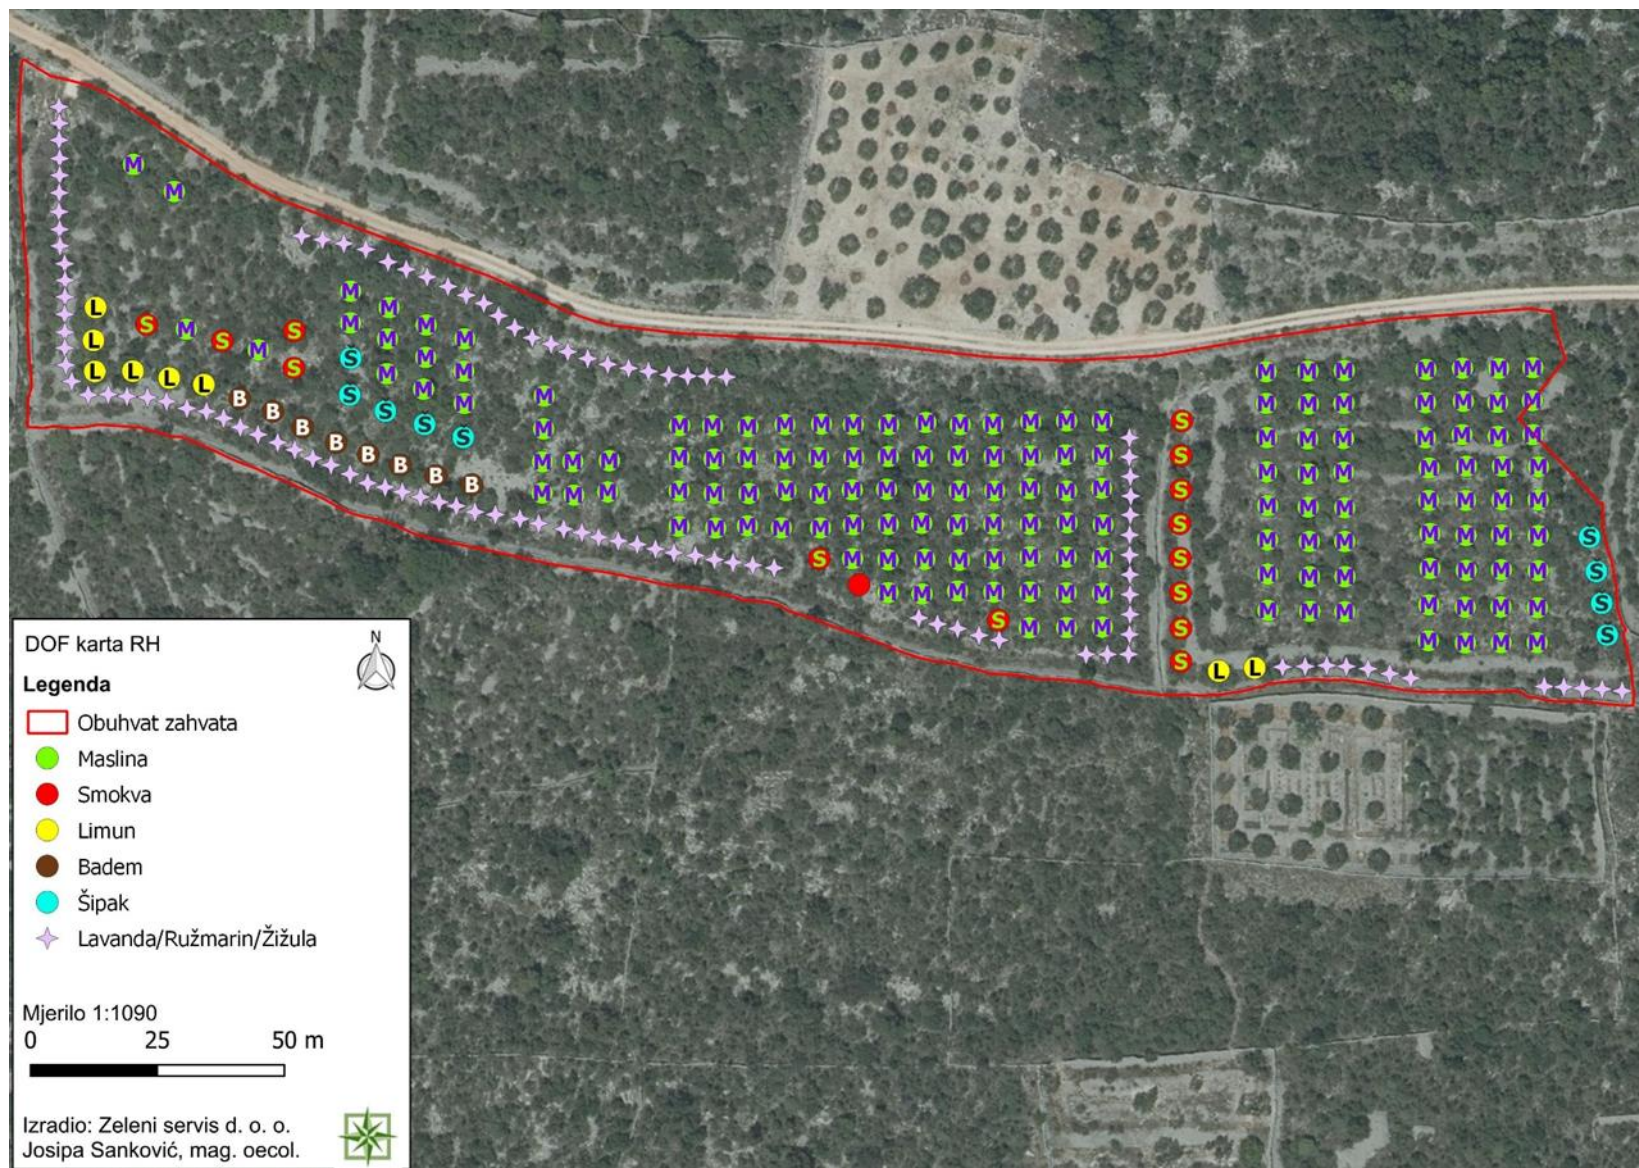 M
M
M
L S M S M M M
L S M M M
S M
L L L L S M M M M M M M M M
B S M M M M M M M M M M
B S S M M M M M M M M M M M M M S
B B S M M M M M M M M
B B M M M M M M M M M M M M M M M M S M M M M M M M
B B M M M M M M M M M M M M M M M M S M M M M M M M
M M M M M M M M M M M M M S M M M M M M M S
S M M M M M M M M S M M M M M M M S
M M M M M M M S M M M M M M M S
S M M M S M M M M M M M S
S L L
DOF karta RH
N
Legenda
Obuhvat zahvata
Maslina
Smokva
Limun
Badem
Šipak
Lavanda/Ružmarin/Žižula
Mjerilo 1:1090
0 25 50 m
Izradio: Zeleni servis d. o. o.
Josipa Sanković, mag. oecol.